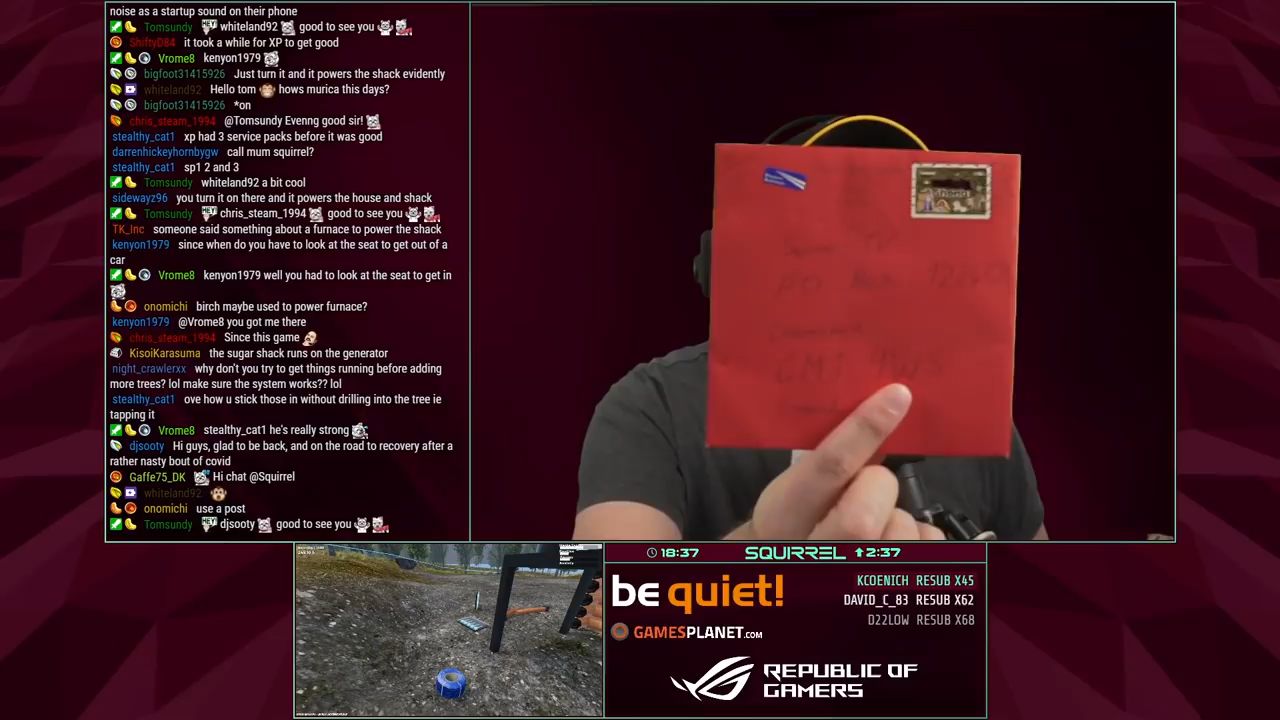 noise as a startup sound on their phone
Tomsundy HEY! whiteland92 good to see you
ShiftyD84 it took a while for XP to get good
Vrome8 kenyon1979
bigfoot31415926 Just turn it and it powers the shack evidently
whiteland92 Hello tom hows murica this days?
bigfoot31415926 *on
chris_steam_1994 @Tomsundy Evenng good sir!
stealthy_cat1 xp had 3 service packs before it was good
darrenhickeyhornbygw call mum squirrel?
stealthy_cat1 sp1 2 and 3
Tomsundy whiteland92 a bit cool
sidewayz96 you turn it on there and it powers the house and shack
Tomsundy HEY! chris_steam_1994 good to see you
TK_Inc someone said something about a furnace to power the shack
kenyon1979 since when do you have to look at the seat to get out of a
car
Vrome8 kenyon1979 well you had to look at the seat to get in
onomichi birch maybe used to power furnace?
kenyon1979 @Vrome8 you got me there
chris_steam_1994 Since this game
KisoiKarasuma the sugar shack runs on the generator
night_crawlerxx why don't you try to get things running before adding
more trees? lol make sure the system works?? lol
stealthy_cat1 ove how u stick those in without drilling into the tree ie
tapping it
Vrome8 stealthy_cat1 he's really strong
djsooty Hi guys, glad to be back, and on the road to recovery after a
rather nasty bout of covid
Gaffe75_DK Hi chat @Squirrel
whiteland92
onomichi use a post
Tomsundy HEY! djsooty good to see you
18:37 SQUIRREL 2:37
be quiet!
GAMESPLANET.COM
KCOENICH RESUB X45
DAVID_C_83 RESUB X62
D22LOW RESUB X68
REPUBLIC OF
GAMERS